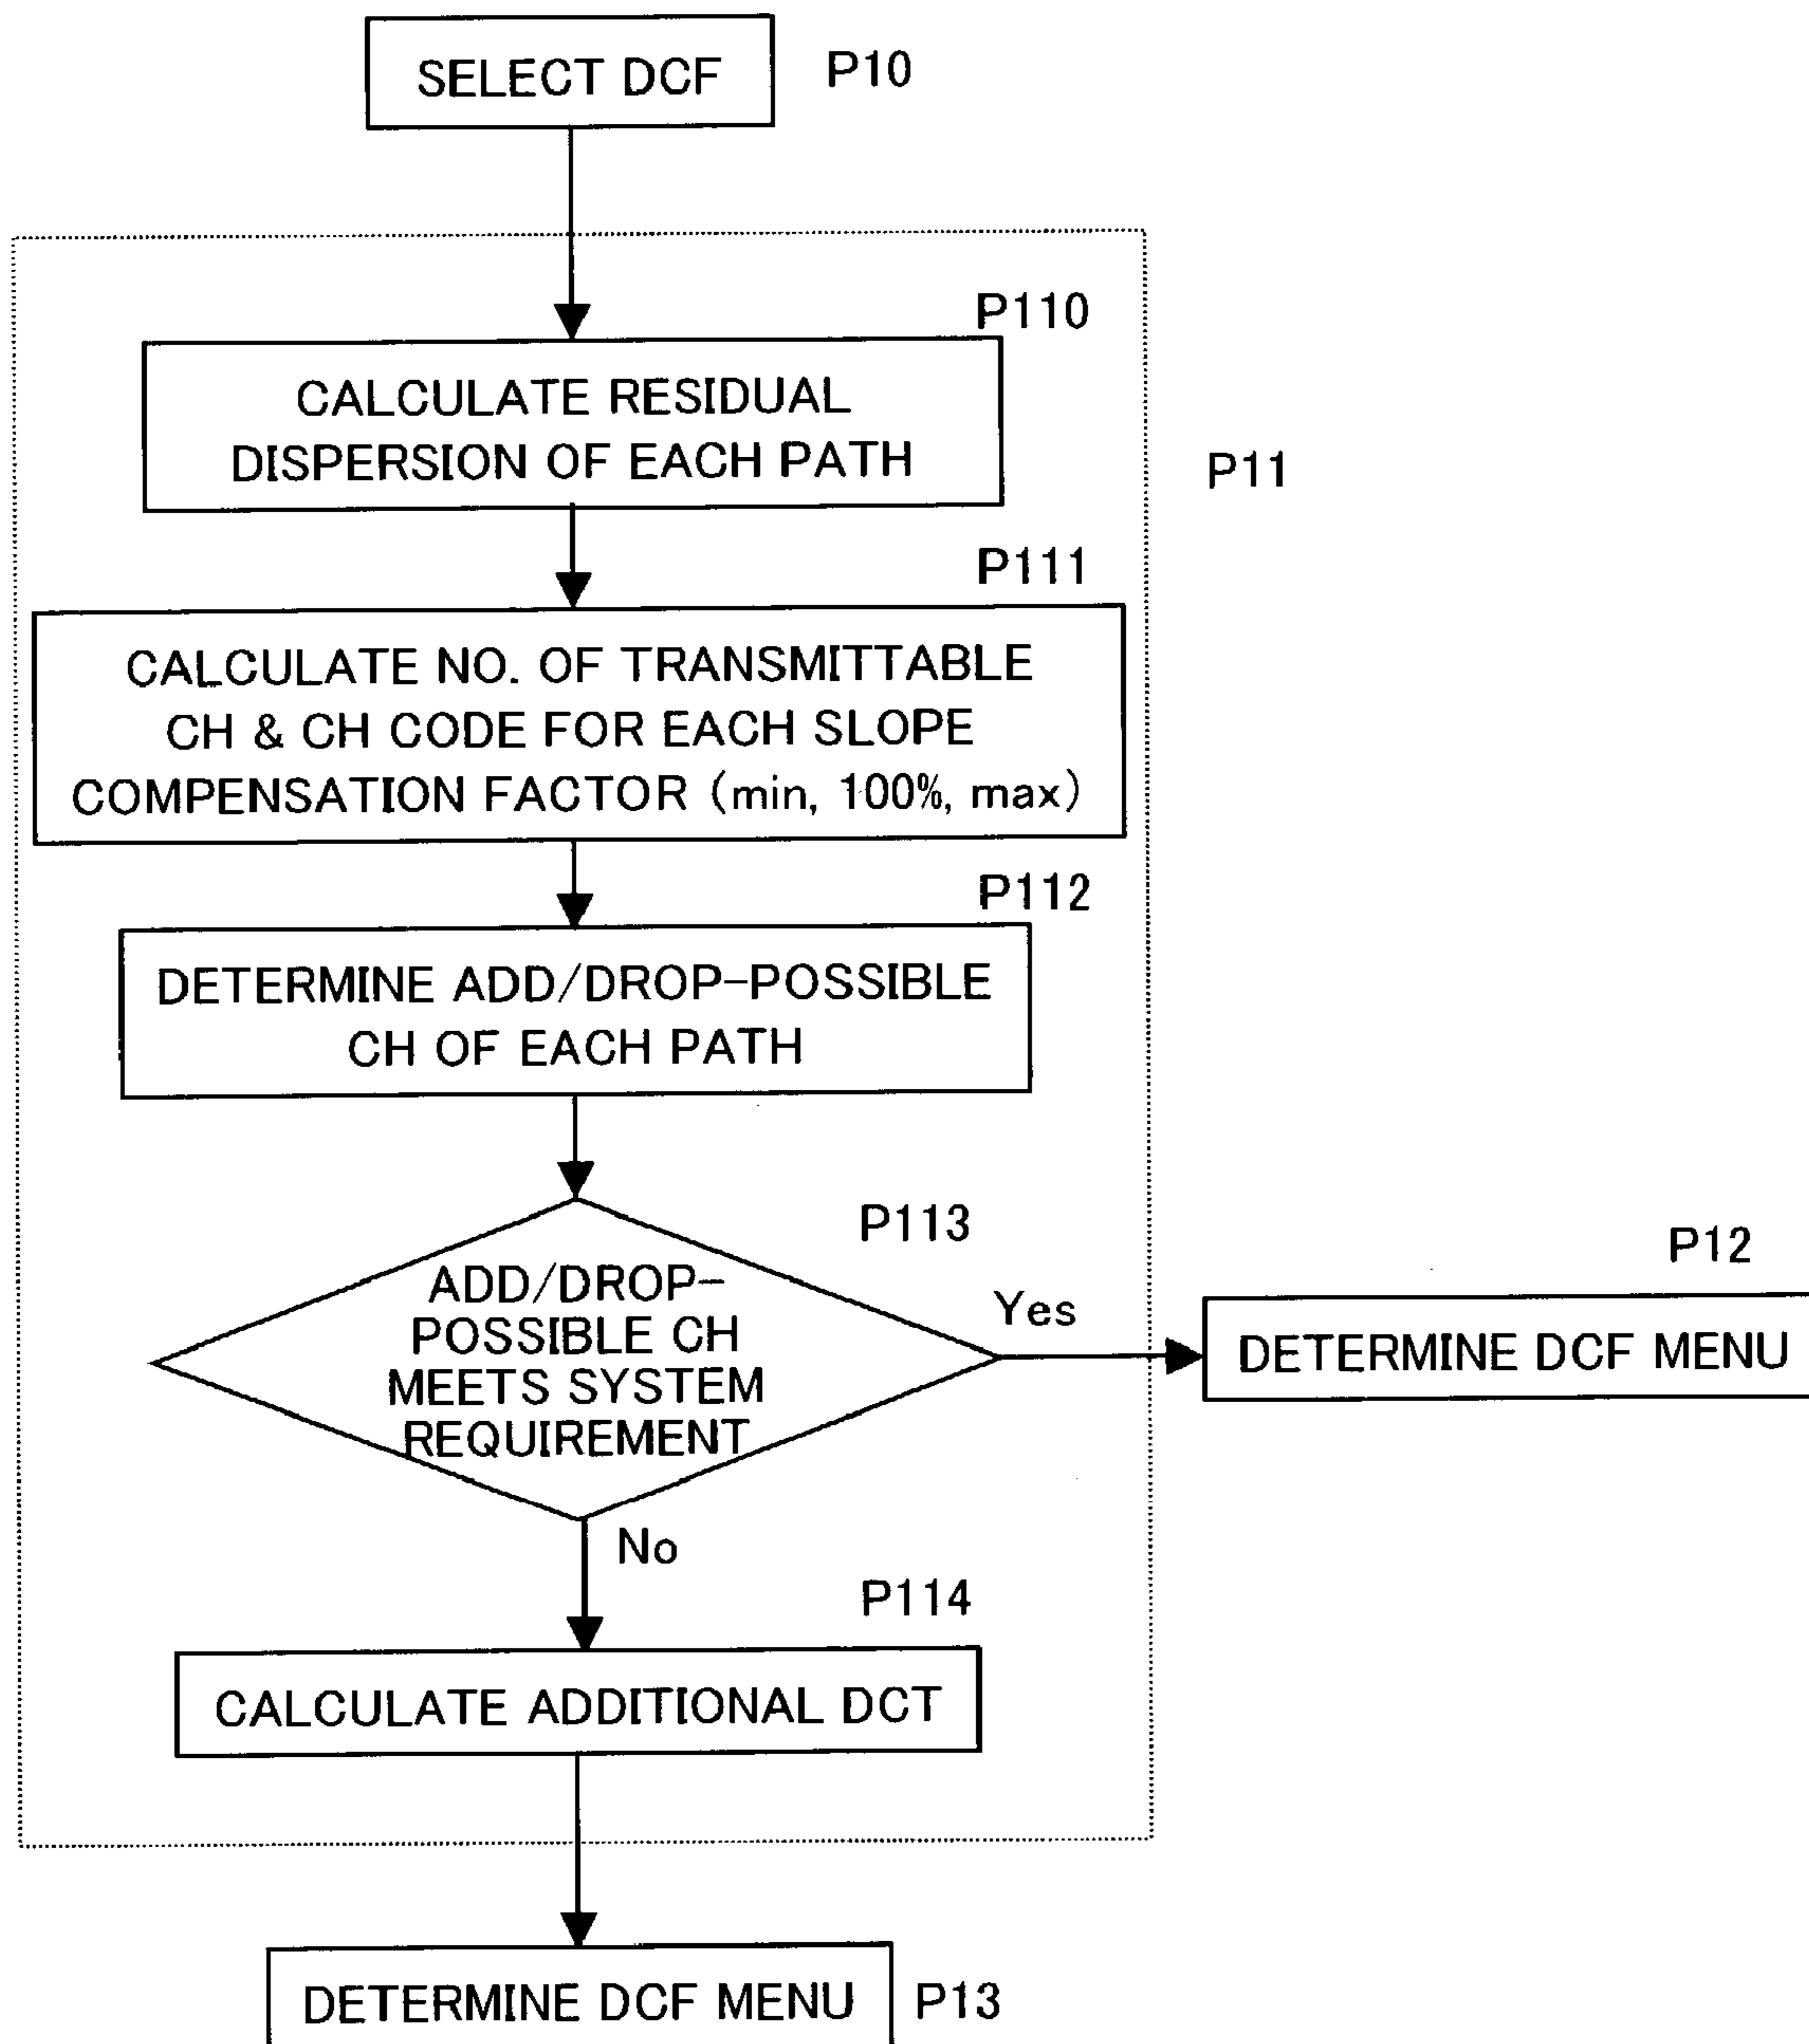 SELECT DCF
P10
P110
CALCULATE RESIDUAL
DISPERSION OF EACH PATH
P11
P111
CALCULATE NO. OF TRANSMITTABLE
CH & CH CODE FOR EACH SLOPE
COMPENSATION FACTOR (min, 100%, max)
P112
DETERMINE ADD/DROP-POSSIBLE
CH OF EACH PATH
P113
ADD/DROP-
POSSIBLE CH
MEETS SYSTEM
REQUIREMENT
Yes
P12
DETERMINE DCF MENU
No
P114
CALCULATE ADDITIONAL DCT
DETERMINE DCF MENU
P13